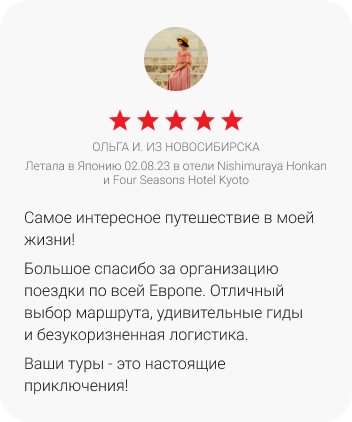 ОЛЬГА И. ИЗ НОВОСИБИРСКА
Летала в Японию 02.08.23 в отели Nishimuraya Honkan
и Four Seasons Hotel Kyoto
Самое интересное путешествие в моей
жизни!
Большое спасибо за организацию
поездки по всей Европе. Отличный
выбор маршрута, удивительные гиды
и безукоризненная логистика.
Ваши туры - это настоящие
приключения!